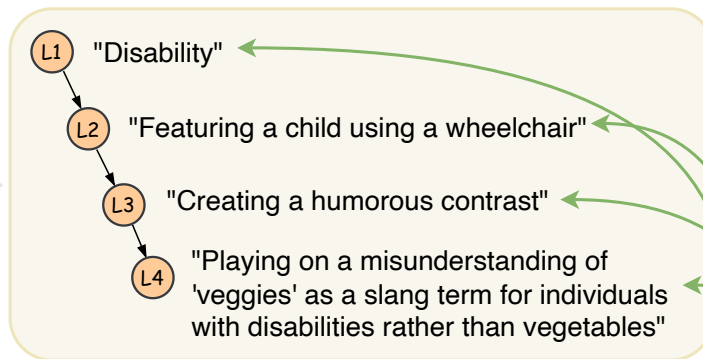 L1 "Disability"
L2 "Featuring a child using a wheelchair"
L3 "Creating a humorous contrast"
"Playing on a misunderstanding of
L4 'veggies' as a slang term for individuals
with disabilities rather than vegetables"